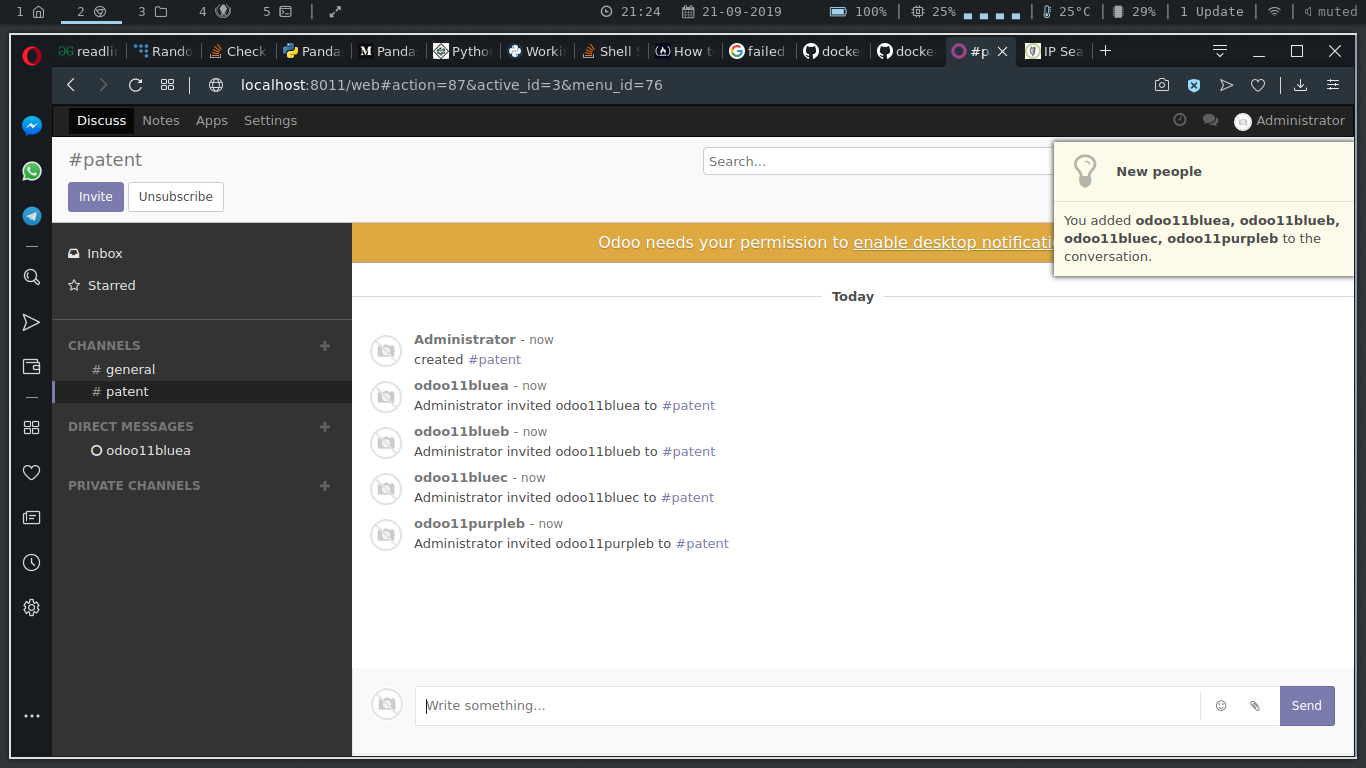 1 2 3 4 5 21:24 21-09-2019 100% 25% 25°C 29% 1 Update muted
readli Rando Check Panda Panda Pytho Worki Shell S How t failed docke docke #p IP Sea
localhost:8011/web#action=87&active_id=3&menu_id=76
Discuss Notes Apps Settings Administrator
#patent
Search...
Invite Unsubscribe
New people
You added odoo11bluea, odoo11blueb,
odoo11bluec, odoo11purpleb to the
conversation.
Odoo needs your permission to enable desktop notificati
Inbox
Starred
CHANNELS
# general
# patent
DIRECT MESSAGES
odoo11bluea
PRIVATE CHANNELS
Today
Administrator - now
created #patent
odoo11bluea - now
Administrator invited odoo11bluea to #patent
odoo11blueb - now
Administrator invited odoo11blueb to #patent
odoo11bluec - now
Administrator invited odoo11bluec to #patent
odoo11purpleb - now
Administrator invited odoo11purpleb to #patent
Write something...
Send